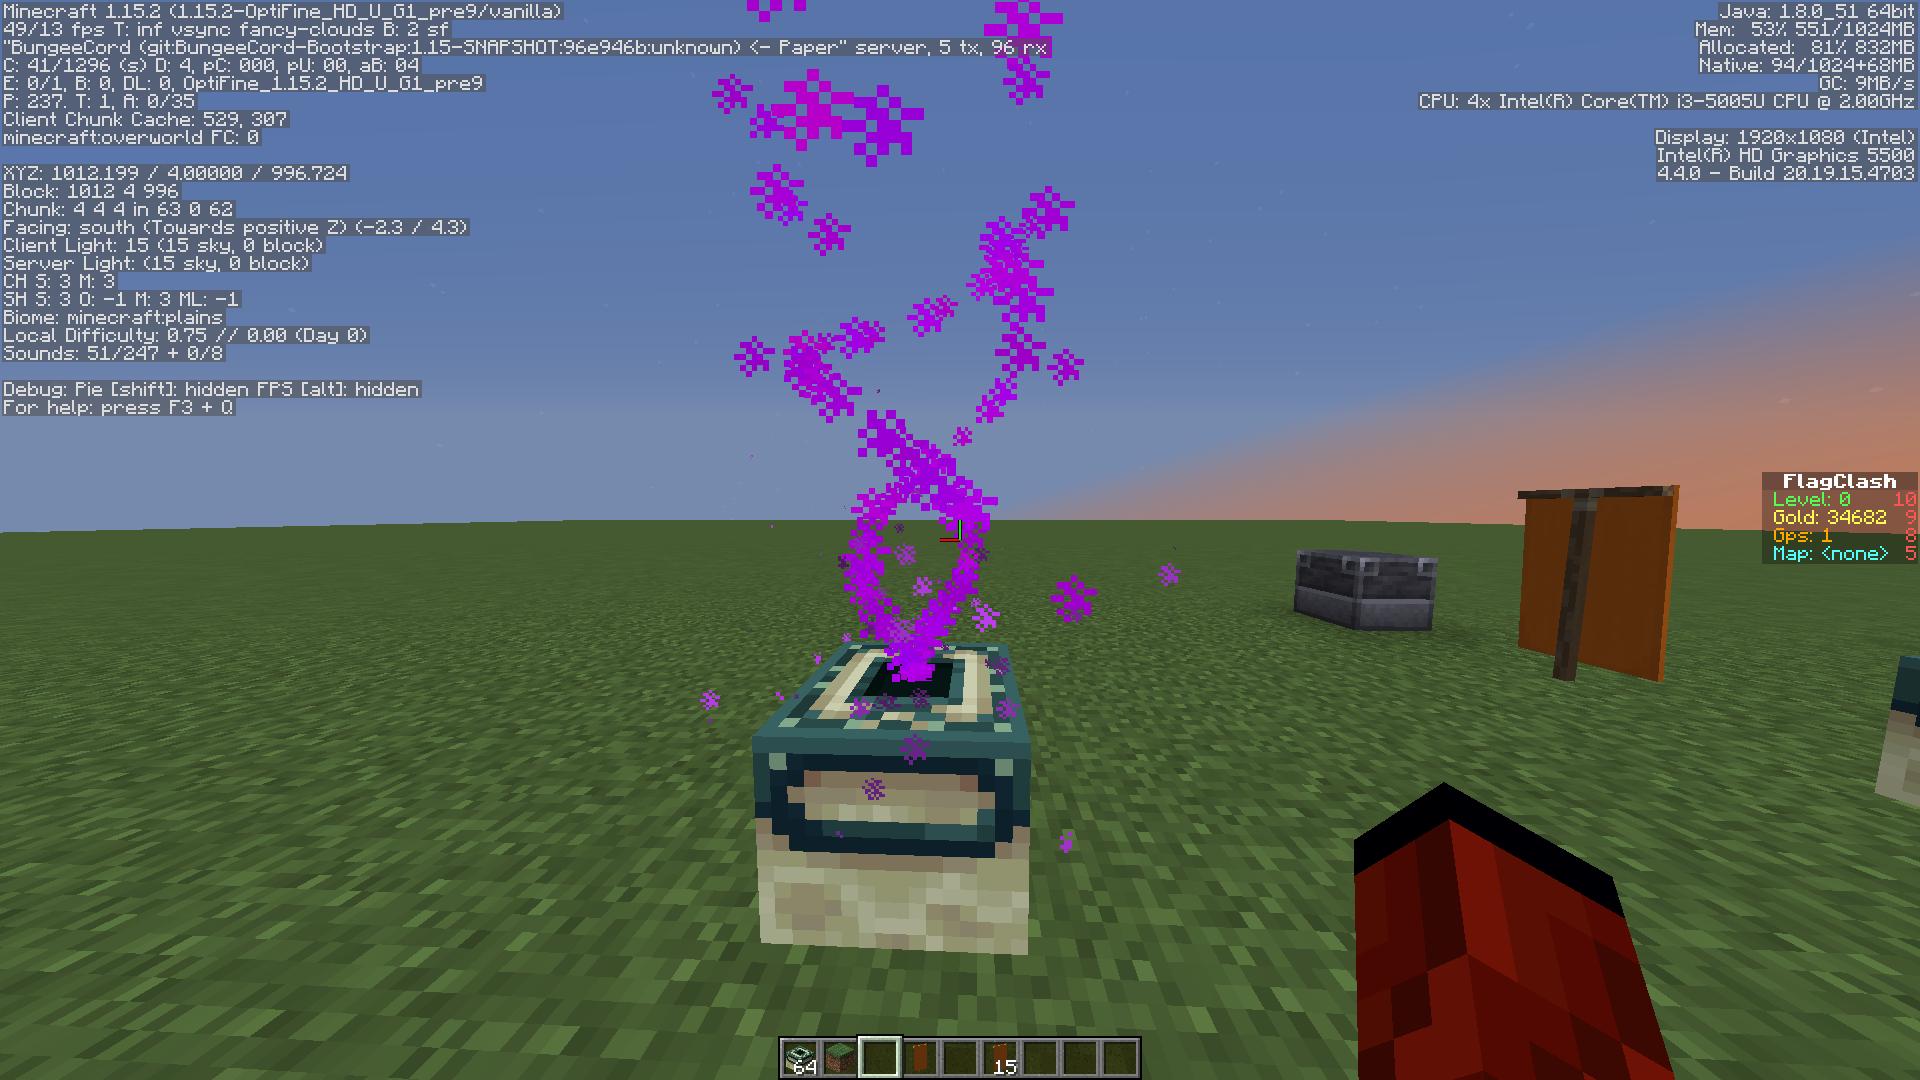 Minecraft 1.15.2 (1.15.2-OptiFine_HD_U_G1_pre9/vanilla)
49/13 fps T: inf vsync fancy-clouds B: 2 sf
"BungeeCord (git:BungeeCord-Bootstrap:1.15-SNAPSHOT:96e946b:unknown) <- Paper" server, 5 tx, 96 rx
C: 41/1296 (s) D: 4, pC: 000, pU: 00, aB: 04
E: 0/1, B: 0, DL: 0, OptiFine_1.15.2_HD_U_G1_pre9
P: 237. T: 1, A: 0/35
Client Chunk Cache: 529, 307
minecraft:overworld FC: 0
XYZ: 1012.199 / 4.00000 / 996.724
Block: 1012 4 996
Chunk: 4 4 4 in 63 0 62
Facing: south (Towards positive Z) (-2.3 / 4.3)
Client Light: 15 (15 sky, 0 block)
Server Light: (15 sky, 0 block)
CH S: 3 M: 3
SH S: 3 O: -1 M: 3 ML: -1
Biome: minecraft:plains
Local Difficulty: 0.75 // 0.00 (Day 0)
Sounds: 51/247 + 0/8
Debug: Pie [shift]: hidden FPS [alt]: hidden
For help: press F3 + Q
Java: 1.8.0_51 64bit
Mem: 53% 551/1024MB
Allocated: 81% 832MB
Native: 94/1024+68MB
GC: 9MB/s
CPU: 4x Intel(R) Core(TM) i3-5005U CPU @ 2.00GHz
Display: 1920x1080 (Intel)
Intel(R) HD Graphics 5500
4.4.0 - Build 20.19.15.4703
FlagClash
Level: 0 10
Gold: 34682 9
Gps: 1 8
Map: <none> 5
64 15